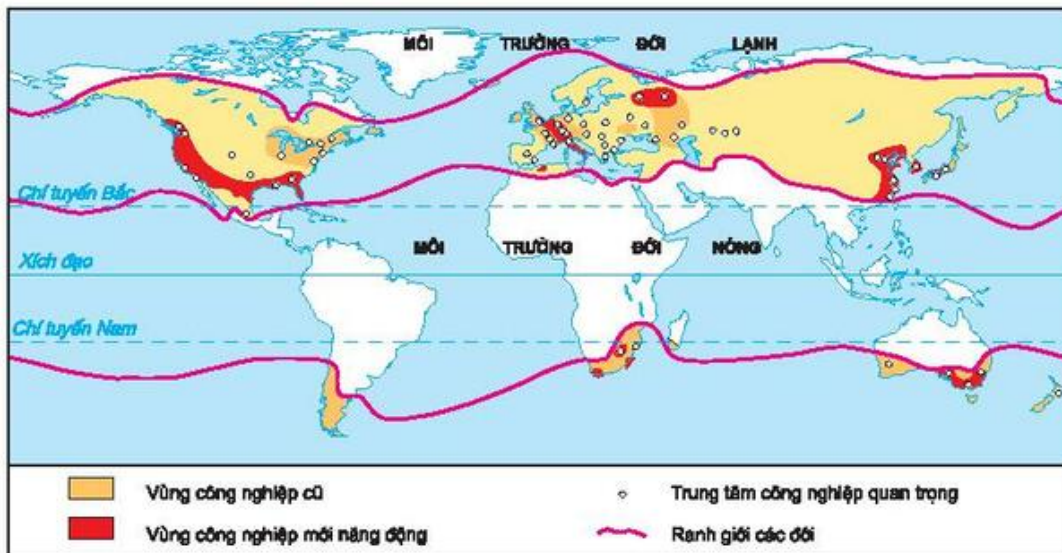 MÔI TRƯỜNG ĐỚI LẠNH
Chí tuyến Bắc
MÔI TRƯỜNG ĐỚI NÓNG
Xích đạo
Chí tuyến Nam
Vùng công nghiệp cũ
Trung tâm công nghiệp quan trọng
Vùng công nghiệp mới năng động
Ranh giới các đới